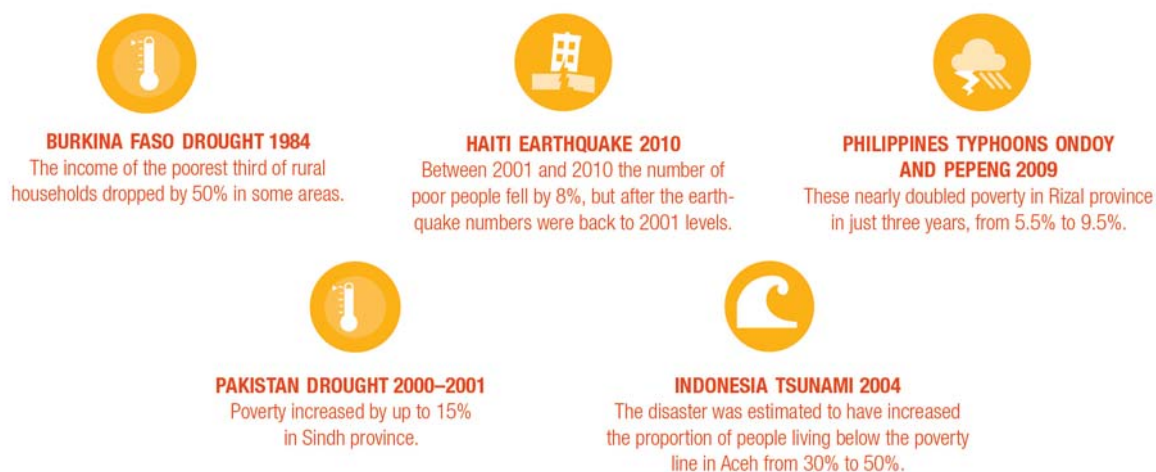 BURKINA FASO DROUGHT 1984
The income of the poorest third of rural
households dropped by 50% in some areas.
HAITI EARTHQUAKE 2010
Between 2001 and 2010 the number of
poor people fell by 8%, but after the earth-
quake numbers were back to 2001 levels.
PHILIPPINES TYPHOONS ONDOY
AND PEPENG 2009
These nearly doubled poverty in Rizal province
in just three years, from 5.5% to 9.5%.
PAKISTAN DROUGHT 2000–2001
Poverty increased by up to 15%
in Sindh province.
INDONESIA TSUNAMI 2004
The disaster was estimated to have increased
the proportion of people living below the poverty
line in Aceh from 30% to 50%.